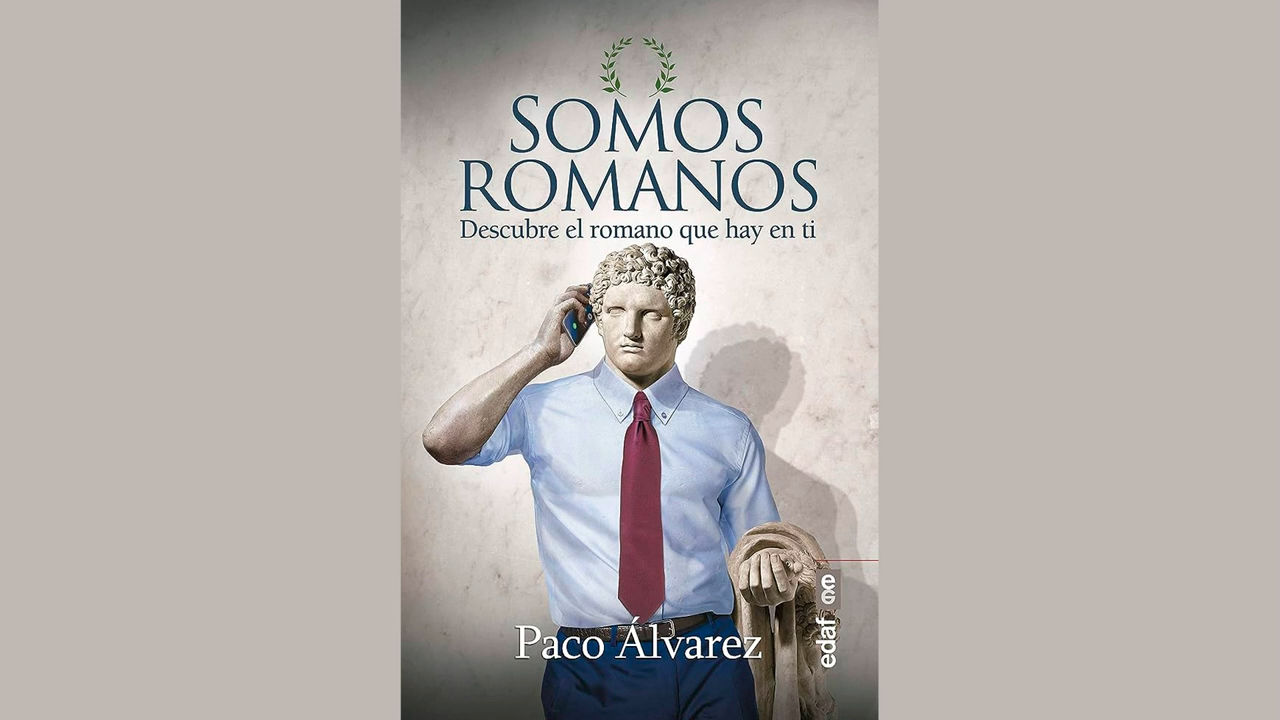 SOMOS
ROMANOS
Descubre el romano que hay en ti
Paco Álvarez
edaf